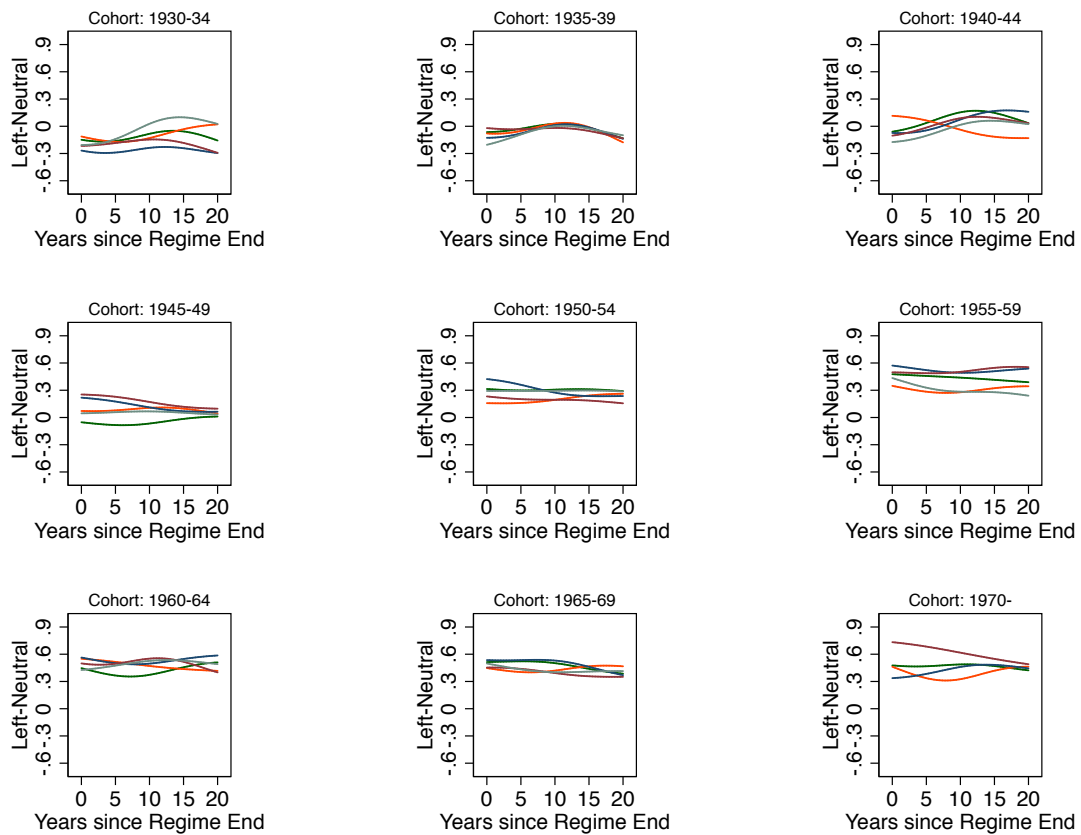 Cohort: 1930-34
Left-Neutral
.9
.6
.3
0
-.3
-.6
0 5 10 15 20
Years since Regime End
Cohort: 1935-39
Left-Neutral
.9
.6
.3
0
-.3
-.6
0 5 10 15 20
Years since Regime End
Cohort: 1940-44
Left-Neutral
.9
.6
.3
0
-.3
-.6
0 5 10 15 20
Years since Regime End
Cohort: 1945-49
Left-Neutral
.9
.6
.3
0
-.3
-.6
0 5 10 15 20
Years since Regime End
Cohort: 1950-54
Left-Neutral
.9
.6
.3
0
-.3
-.6
0 5 10 15 20
Years since Regime End
Cohort: 1955-59
Left-Neutral
.9
.6
.3
0
-.3
-.6
0 5 10 15 20
Years since Regime End
Cohort: 1960-64
Left-Neutral
.9
.6
.3
0
-.3
-.6
0 5 10 15 20
Years since Regime End
Cohort: 1965-69
Left-Neutral
.9
.6
.3
0
-.3
-.6
0 5 10 15 20
Years since Regime End
Cohort: 1970-
Left-Neutral
.9
.6
.3
0
-.3
-.6
0 5 10 15 20
Years since Regime End